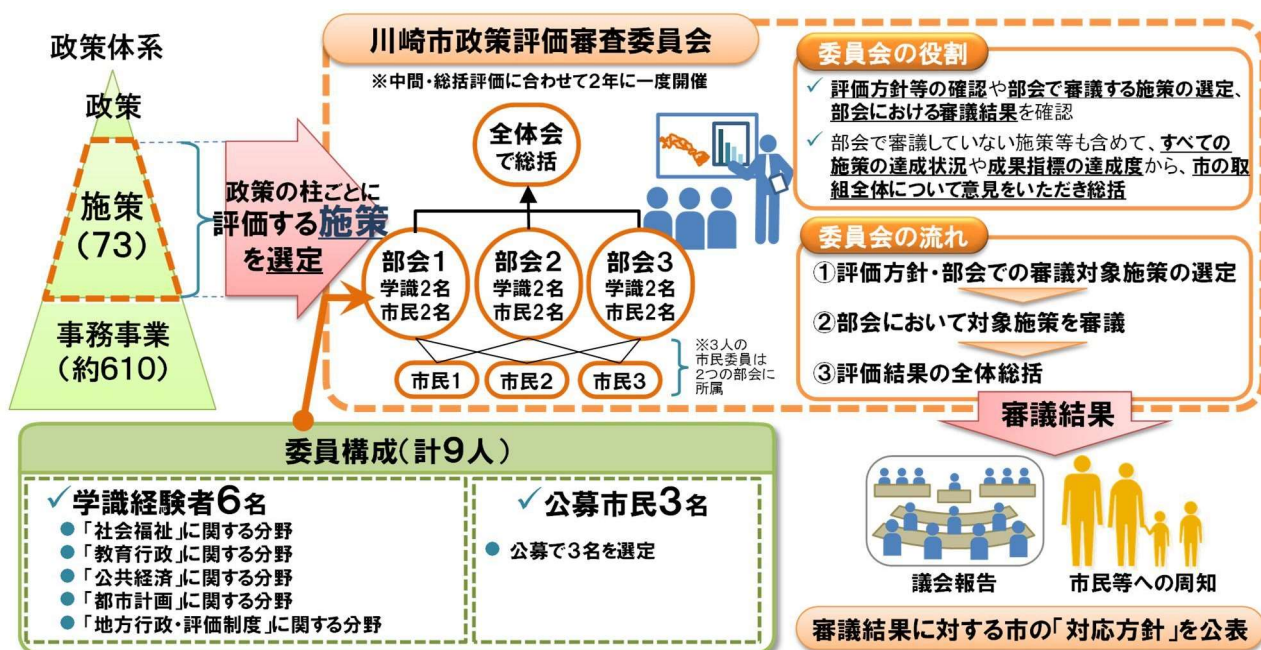 政策体系
政策
施策
(73)
事務事業
(約610)
政策の柱ごとに
評価する施策
を選定
川崎市政策評価審査委員会
※中間・総括評価に合わせて2年に一度開催
全体会
で総括
部会1
学識2名
市民2名
部会2
学識2名
市民2名
部会3
学識2名
市民2名
市民1
市民2
市民3
※3人の
市民委員は
2つの部会に
所属
委員会の役割
✓ 評価方針等の確認や部会で審議する施策の選定、
部会における審議結果を確認
✓ 部会で審議していない施策等も含めて、すべての
施策の達成状況や成果指標の達成度から、市の取
組全体について意見をいただき総括
委員会の流れ
①評価方針・部会での審議対象施策の選定
②部会において対象施策を審議
③評価結果の全体総括
審議結果
議会報告
市民等への周知
審議結果に対する市の「対応方針」を公表
委員構成(計9人)
✓学識経験者6名
●「社会福祉」に関する分野
●「教育行政」に関する分野
●「公共経済」に関する分野
●「都市計画」に関する分野
●「地方行政・評価制度」に関する分野
✓公募市民3名
● 公募で3名を選定